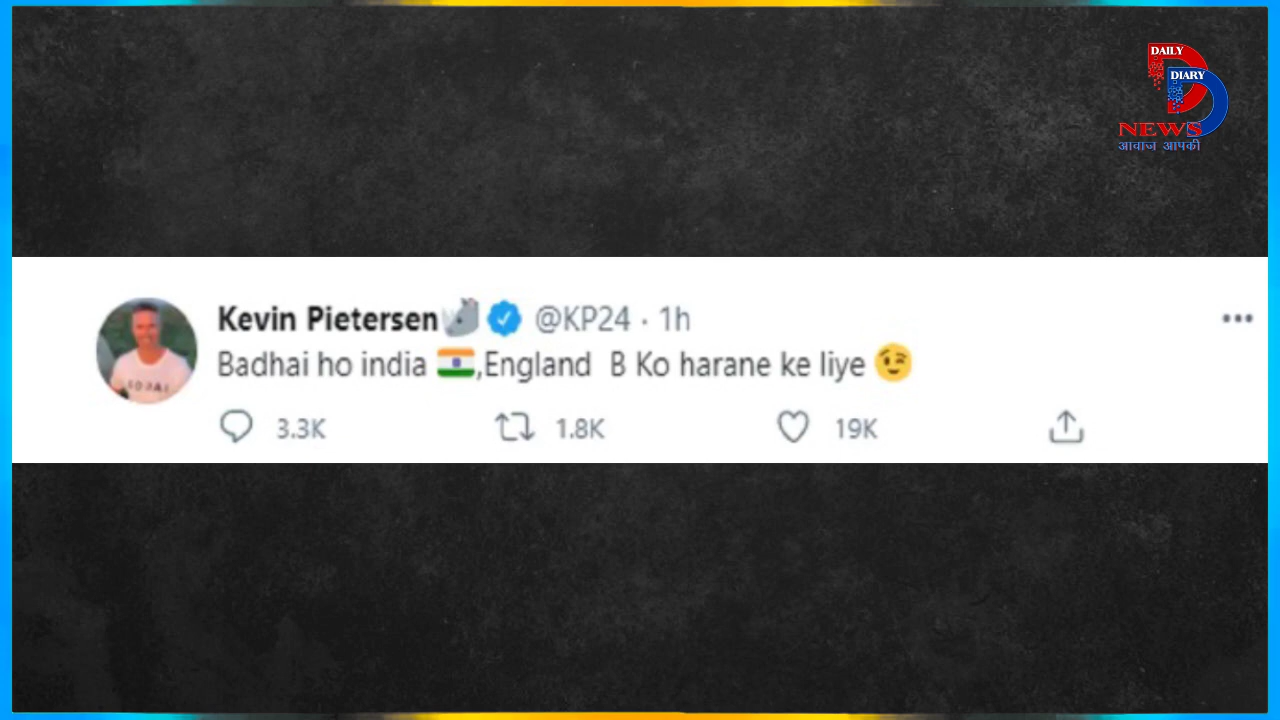 DAILY
DIARY
NEWS
आवाज आपकी
Kevin Pietersen🦏 @KP24 · 1h
Badhai ho india 🇮🇳,England B Ko harane ke liye 😉
3.3K 1.8K 19K